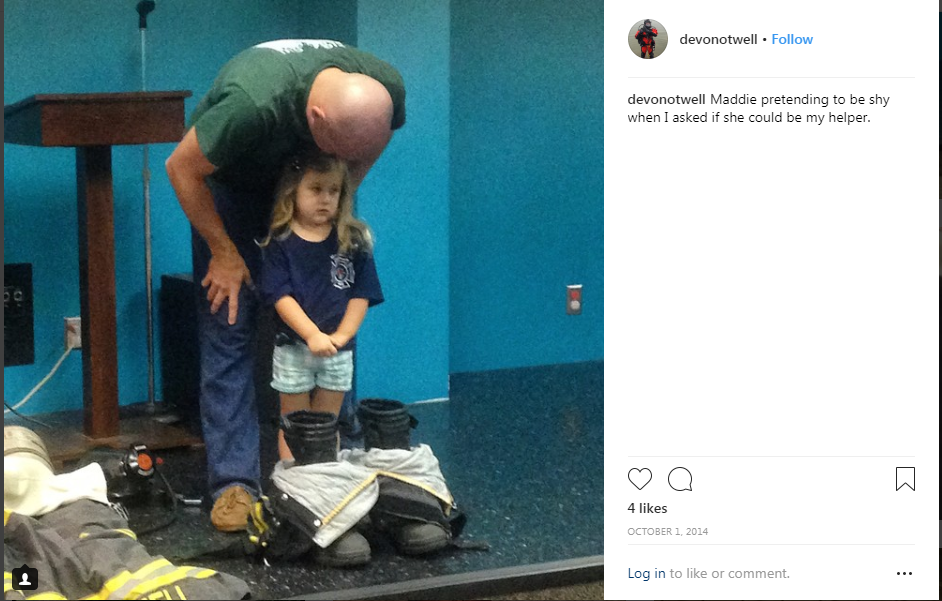 devonotwell • Follow
devonotwell Maddie pretending to be shy
when I asked if she could be my helper.
4 likes
OCTOBER 1, 2014
Log in to like or comment.